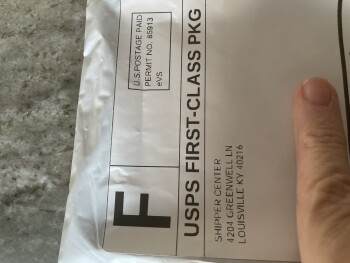 F
U.S.POSTAGE PAID
PERMIT NO. 85913
eVS
USPS FIRST-CLASS PKG
SHIPPER CENTER
4204 GREENWELL LN
LOUISVILLE KY 40216